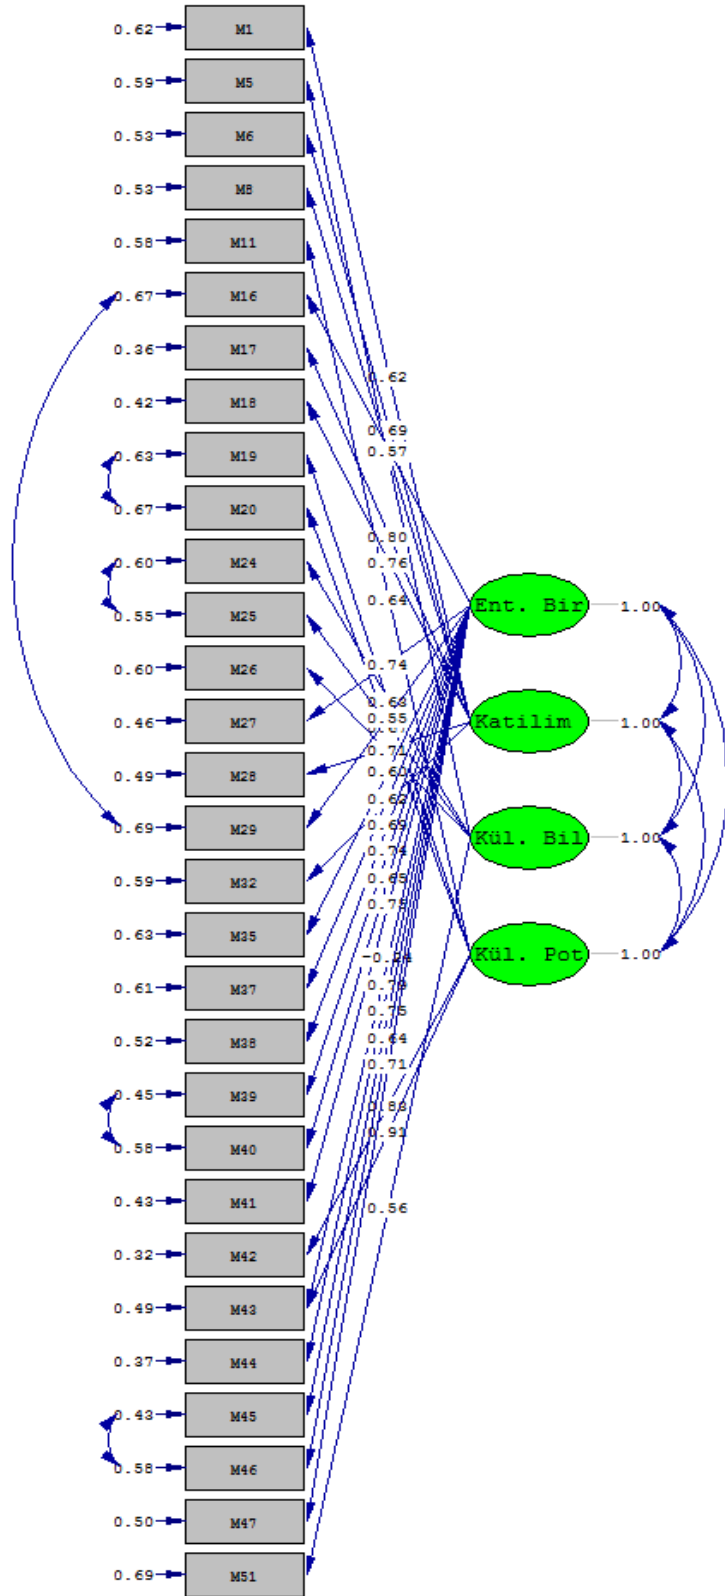 0.62 M1
0.59 M5
0.53 M6
0.53 M8
0.58 M11
0.67 M16
0.36 M17
0.62
0.42 M18
0.69
0.57
0.63 M19
0.67 M20
0.80
0.60 M24
0.76
0.64
Ent. Bir 1.00
0.55 M25
0.60 M26
0.74
0.46 M27
0.55
Katilim 1.00
0.71
0.49 M28
0.60
0.69 M29
0.69
Kül. Bil 1.00
0.74
0.59 M32
0.65
0.63 M35
Kül. Pot 1.00
-0.24
0.61 M37
0.75
0.52 M38
0.64
0.71
0.45 M39
0.93
0.58 M40
0.43 M41
0.56
0.32 M42
0.49 M43
0.37 M44
0.43 M45
0.58 M46
0.50 M47
0.69 M51